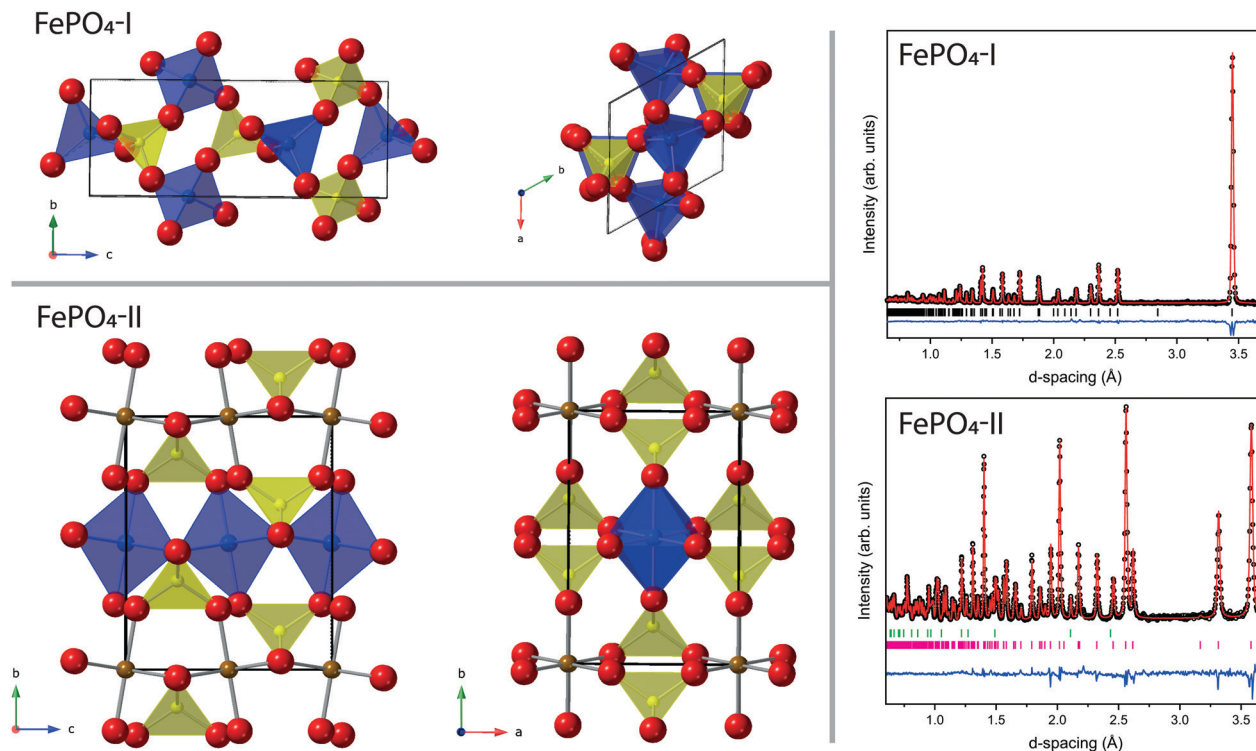 FePO₄-I
b
c
b
a
FePO₄-II
b
c
b
a
FePO₄-I
Intensity (arb. units)
1.0 1.5 2.0 2.5 3.0 3.5
d-spacing (Å)
FePO₄-II
Intensity (arb. units)
1.0 1.5 2.0 2.5 3.0 3.5
d-spacing (Å)